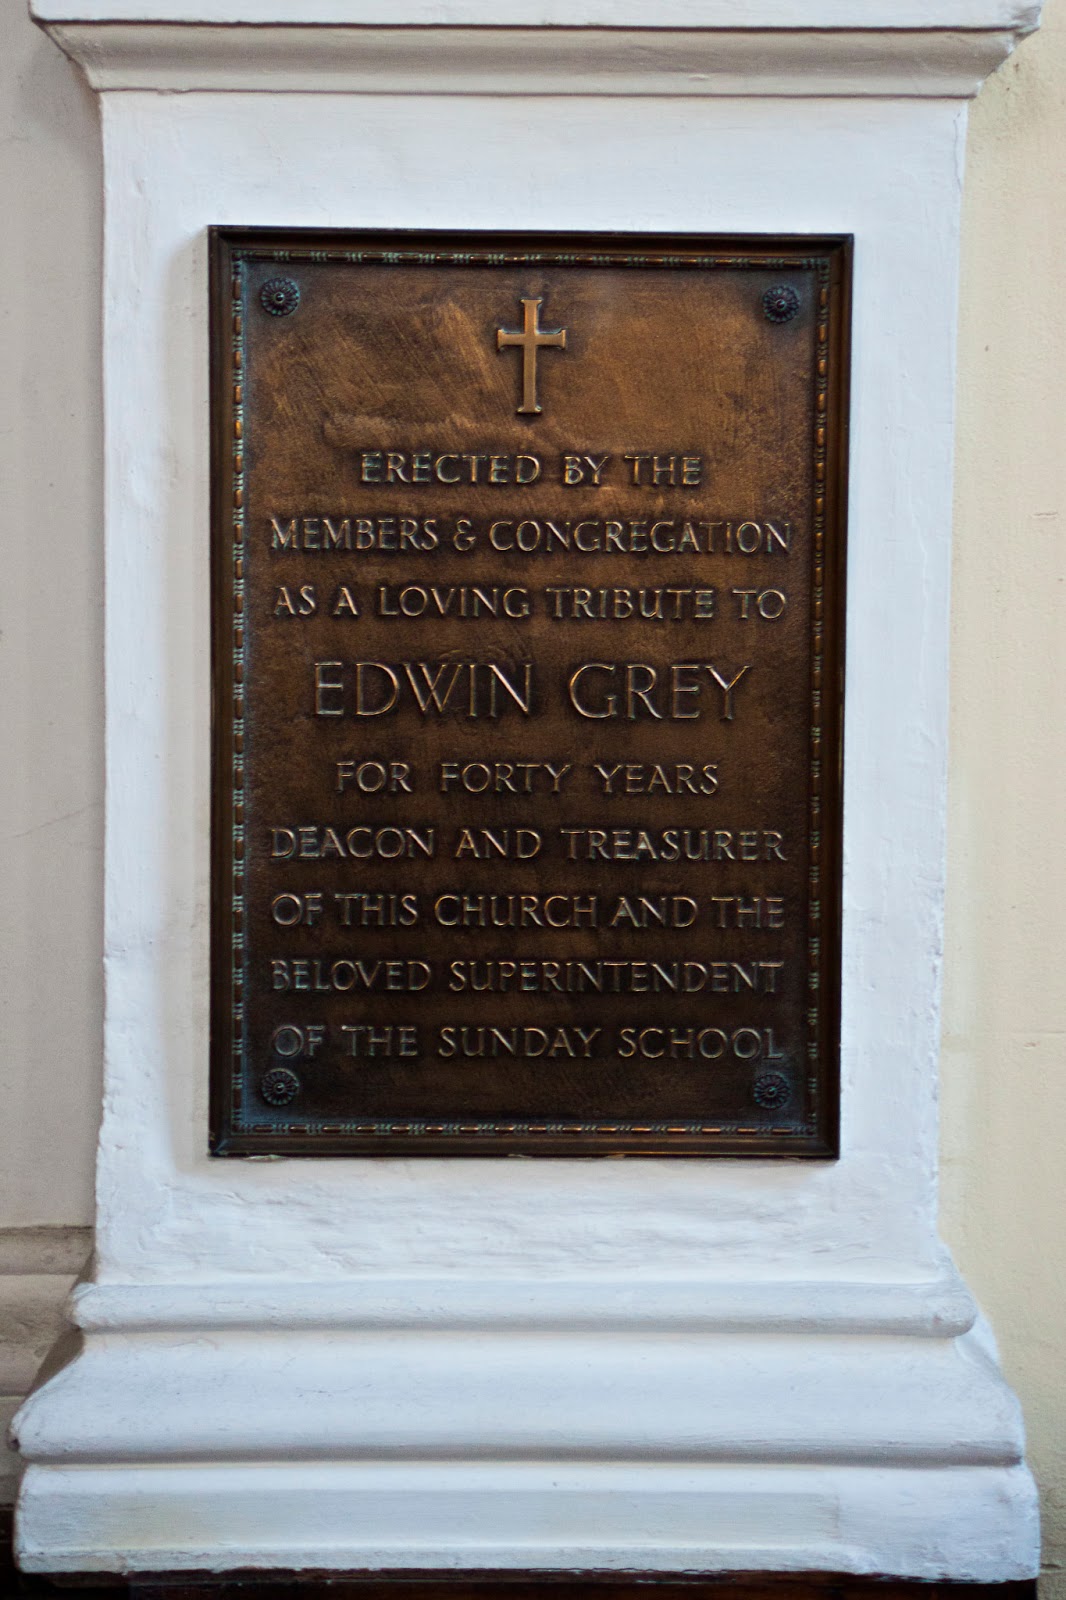 ERECTED BY THE
MEMBERS & CONGREGATION
AS A LOVING TRIBUTE TO
EDWIN GREY
FOR FORTY YEARS
DEACON AND TREASURER
OF THIS CHURCH AND THE
BELOVED SUPERINTENDENT
OF THE SUNDAY SCHOOL